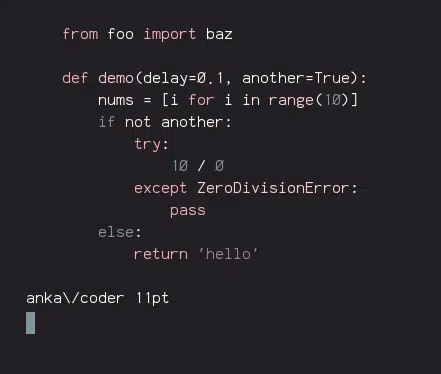 from foo import baz
def demo(delay=0.1, another=True):
nums = [i for i in range(10)]
if not another:
try:
10 / 0
except ZeroDivisionError:
pass
else:
return 'hello'
anka\/coder 11pt